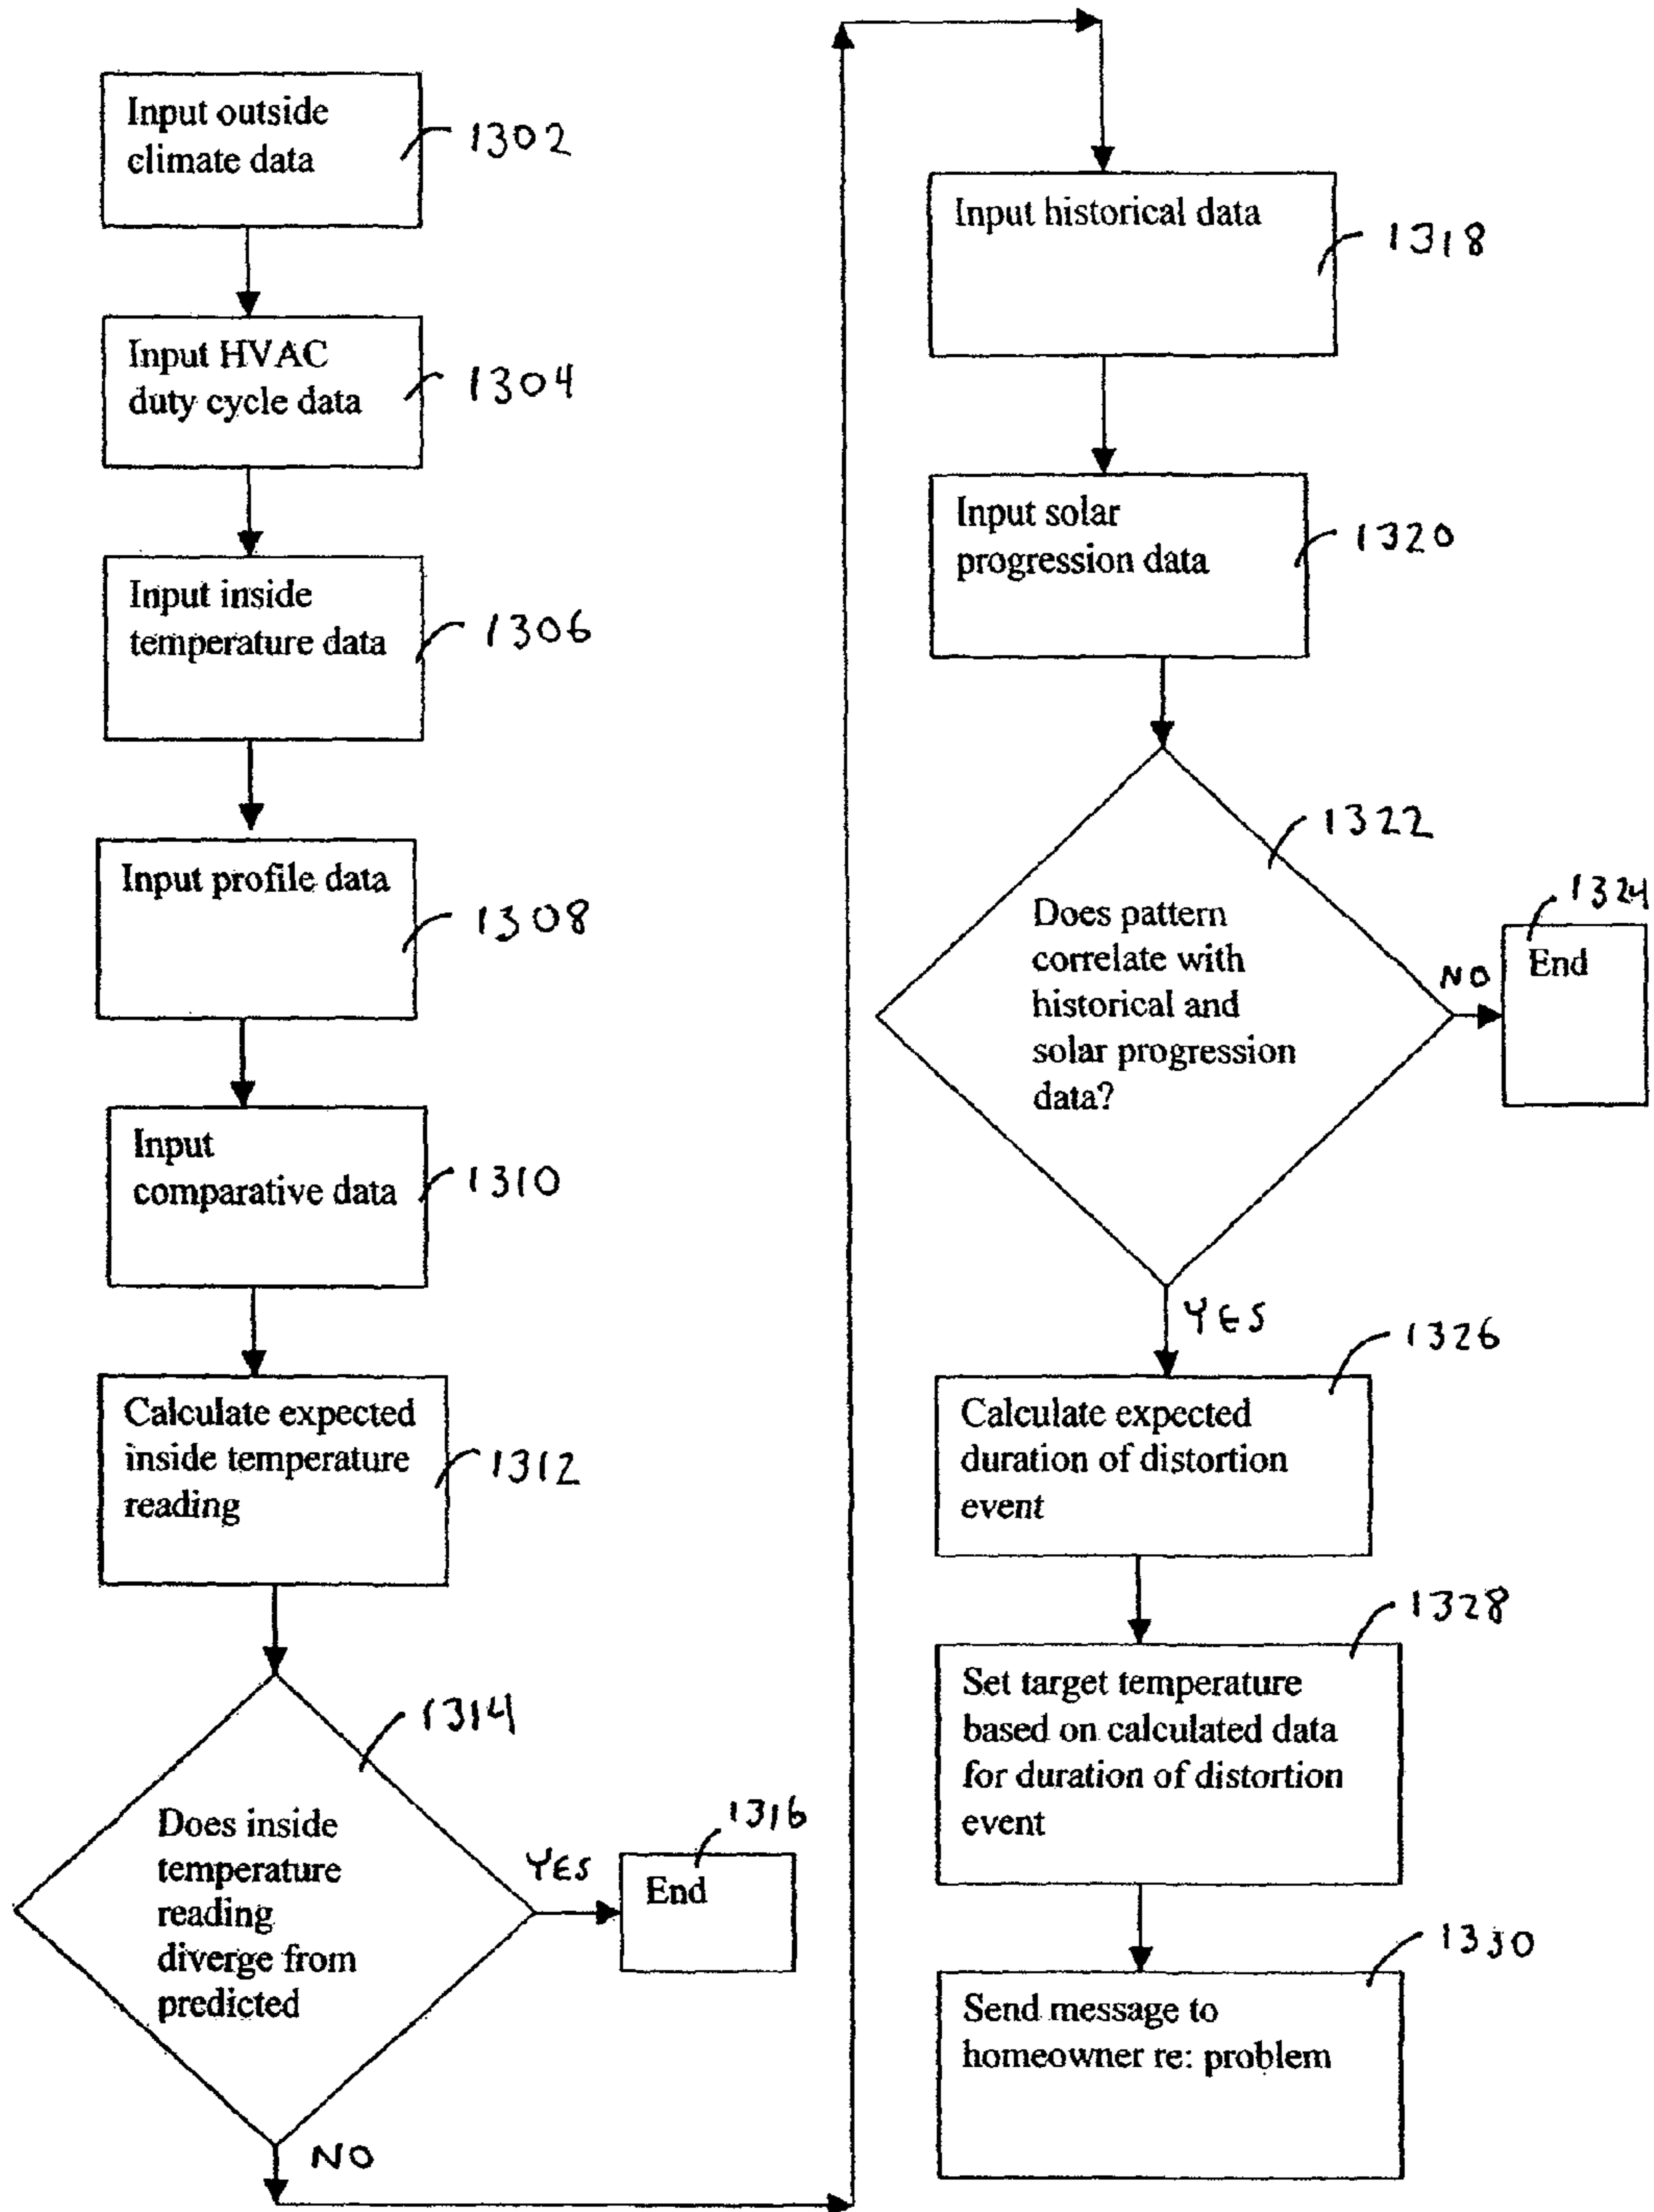 Input outside
climate data
1302
Input HVAC
duty cycle data
1304
Input inside
temperature data
1306
Input profile data
1308
Input
comparative data
1310
Calculate expected
inside temperature
reading
1312
1314
Does inside
temperature
reading
diverge from
predicted
YES
1316
End
NO
Input historical data
1318
Input solar
progression data
1320
1322
Does pattern
correlate with
historical and
solar progression
data?
NO
1324
End
YES
1326
Calculate expected
duration of distortion
event
1328
Set target temperature
based on calculated data
for duration of distortion
event
1330
Send message to
homeowner re: problem